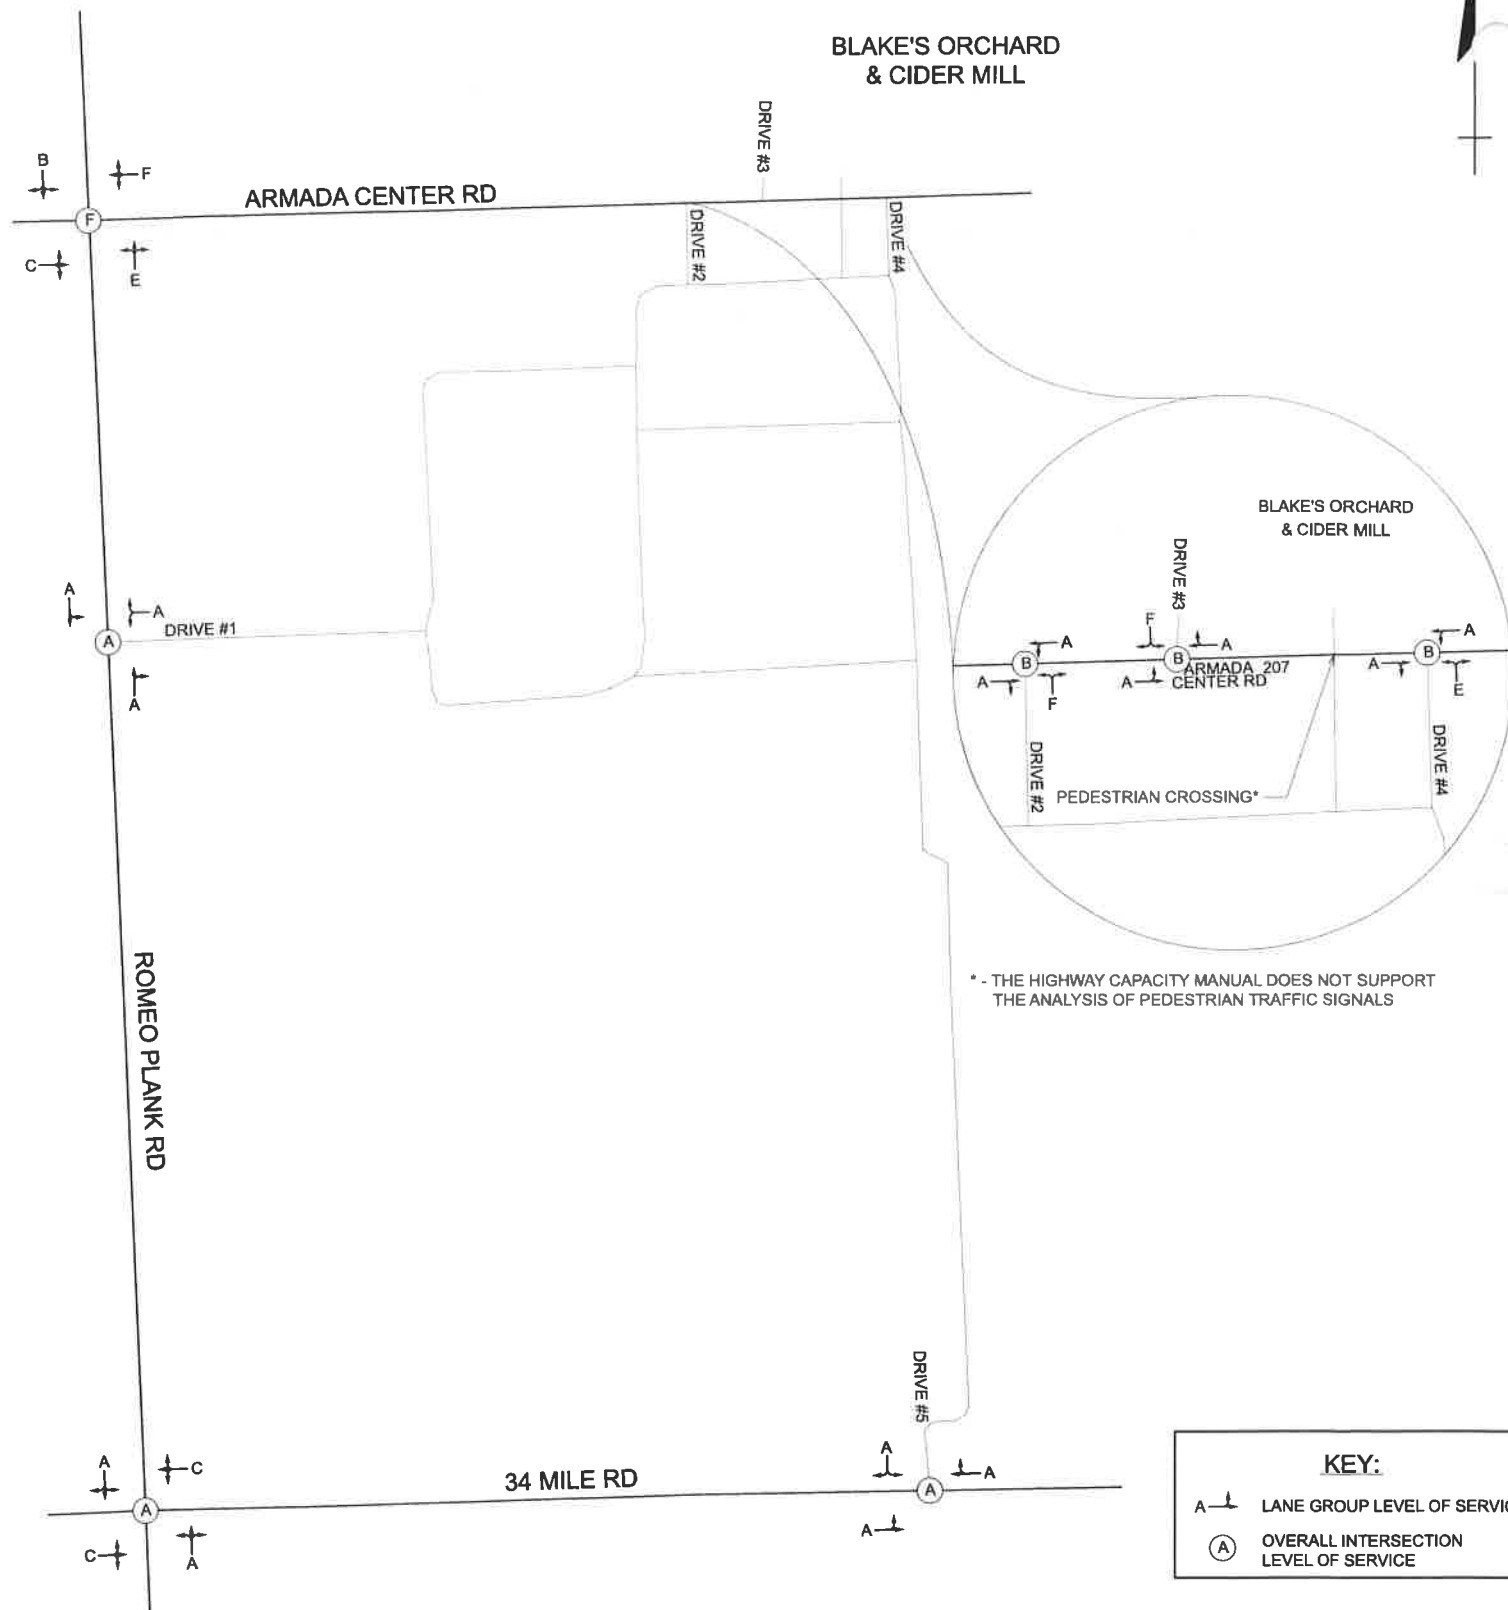 BLAKE'S ORCHARD
& CIDER MILL
DRIVE #3
B
F
ARMADA CENTER RD
F
DRIVE #2
DRIVE #4
C
E
BLAKE'S ORCHARD
& CIDER MILL
DRIVE #3
A
A
DRIVE #1
A
A
F
A
A
B
B
B
ARMADA 207
CENTER RD
A
F
A
A
E
DRIVE #2
DRIVE #4
PEDESTRIAN CROSSING*
* - THE HIGHWAY CAPACITY MANUAL DOES NOT SUPPORT
THE ANALYSIS OF PEDESTRIAN TRAFFIC SIGNALS
ROMEO PLANK RD
DRIVE #5
A
C
34 MILE RD
A
A
A
A
A
C
A
KEY:
A LANE GROUP LEVEL OF SERVIC
A OVERALL INTERSECTION
LEVEL OF SERVICE